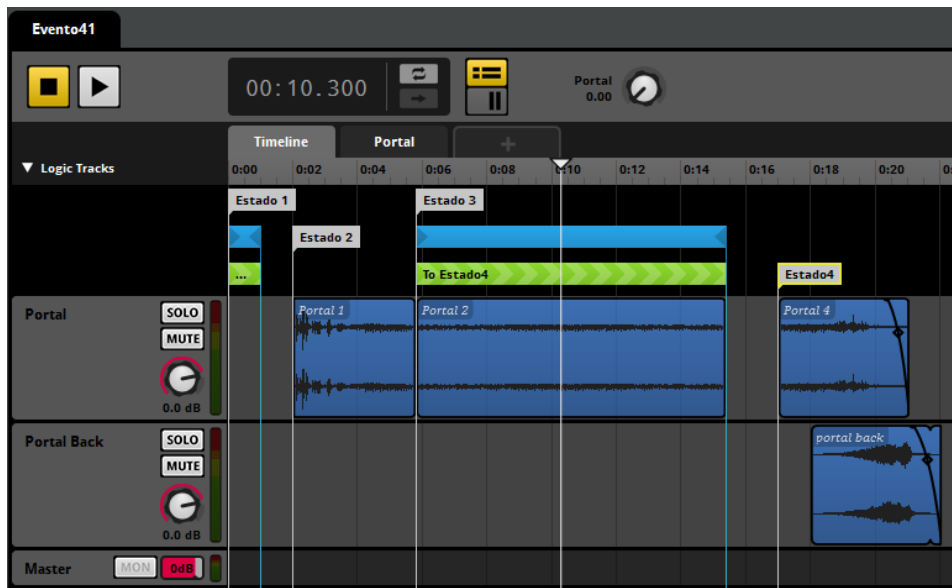 Evento41
00:10.300
Portal
0.00
Timeline
Portal
+
Logic Tracks
0:00 0:02 0:04 0:06 0:08 0:10 0:12 0:14 0:16 0:18 0:20 0:
Estado 1
Estado 3
Estado 2
...
To Estado4
Estado4
Portal
SOLO
MUTE
0.0 dB
Portal 1
Portal 2
Portal 4
Portal Back
SOLO
MUTE
0.0 dB
portal back
Master
MON
0dB